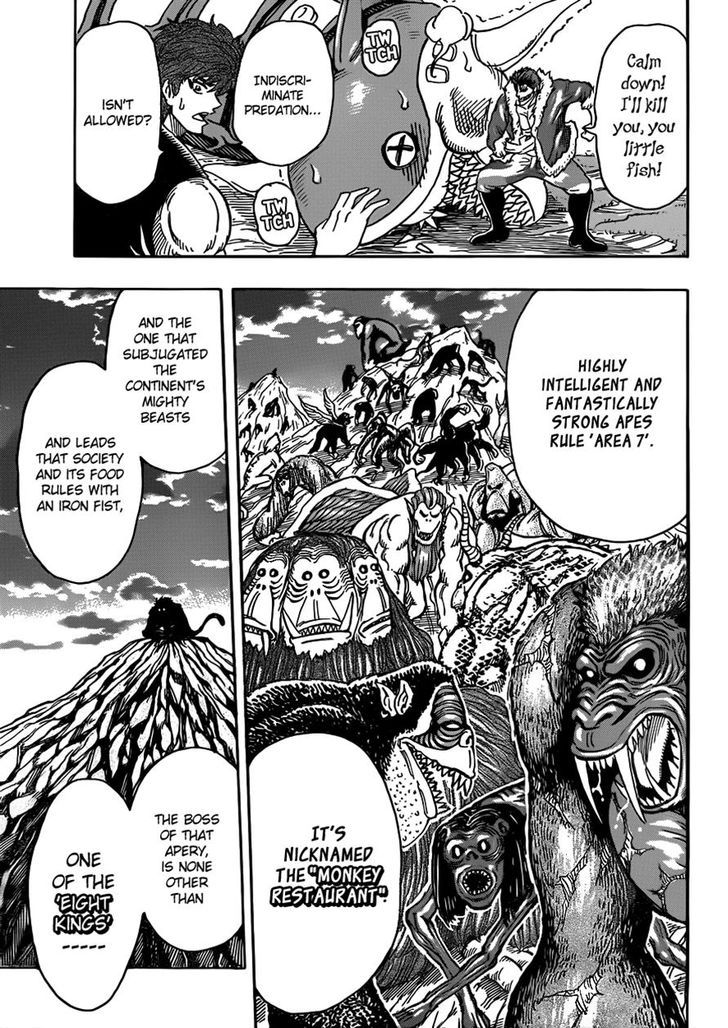 Calm
down!
I'll kill
you, you
little
fish!
TW
TCH
INDISCRI-
MINATE
PREDATION...
ISN'T
ALLOWED?
TW
TCH
HIGHLY
INTELLIGENT AND
FANTASTICALLY
STRONG APES
RULE 'AREA 7'.
IT'S
NICKNAMED
THE "MONKEY
RESTAURANT"
AND THE
ONE THAT
SUBJUGATED
THE
CONTINENT'S
MIGHTY
BEASTS
AND LEADS
THAT SOCIETY
AND ITS FOOD
RULES WITH
AN IRON FIST,
THE BOSS
OF THAT
APERY,
IS NONE
OTHER
THAN
ONE
OF THE
'EIGHT
KINGS'
-----